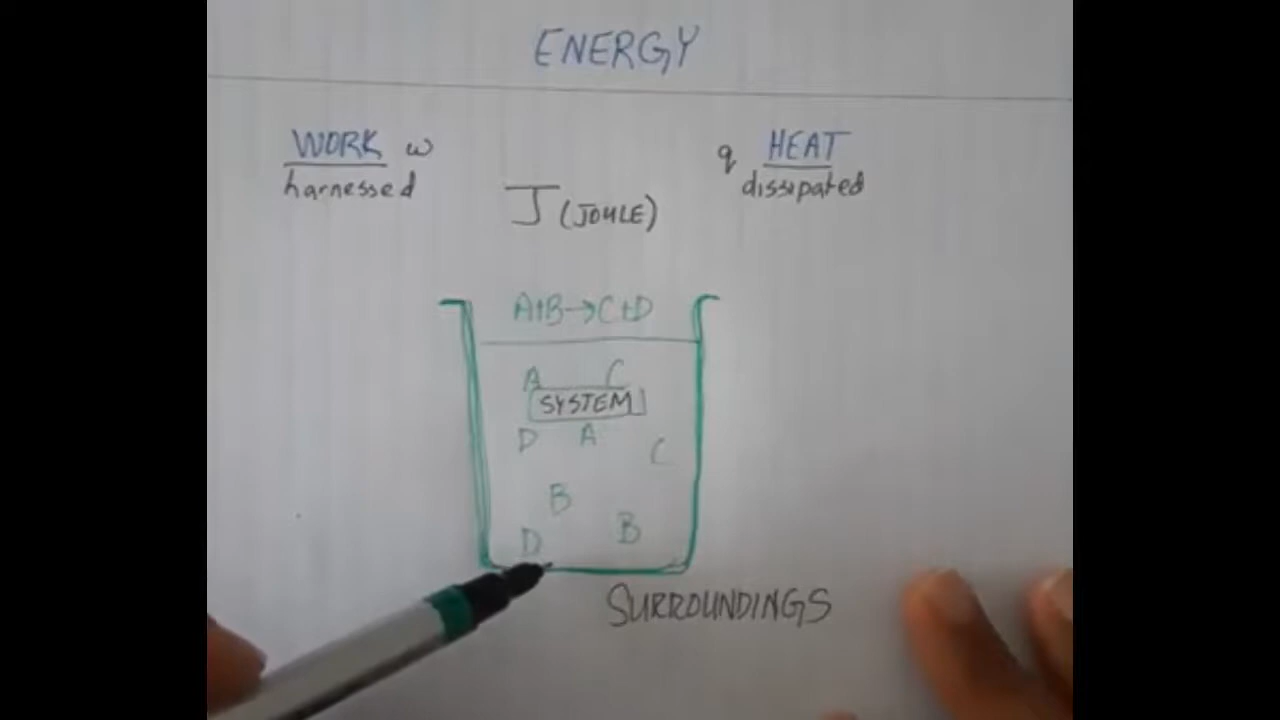 ENERGY
WORK w
harnessed
q HEAT
dissipated
J (JOULE)
A+B→C+D
A C
SYSTEM
D A
C
B
B
D
SURROUNDINGS